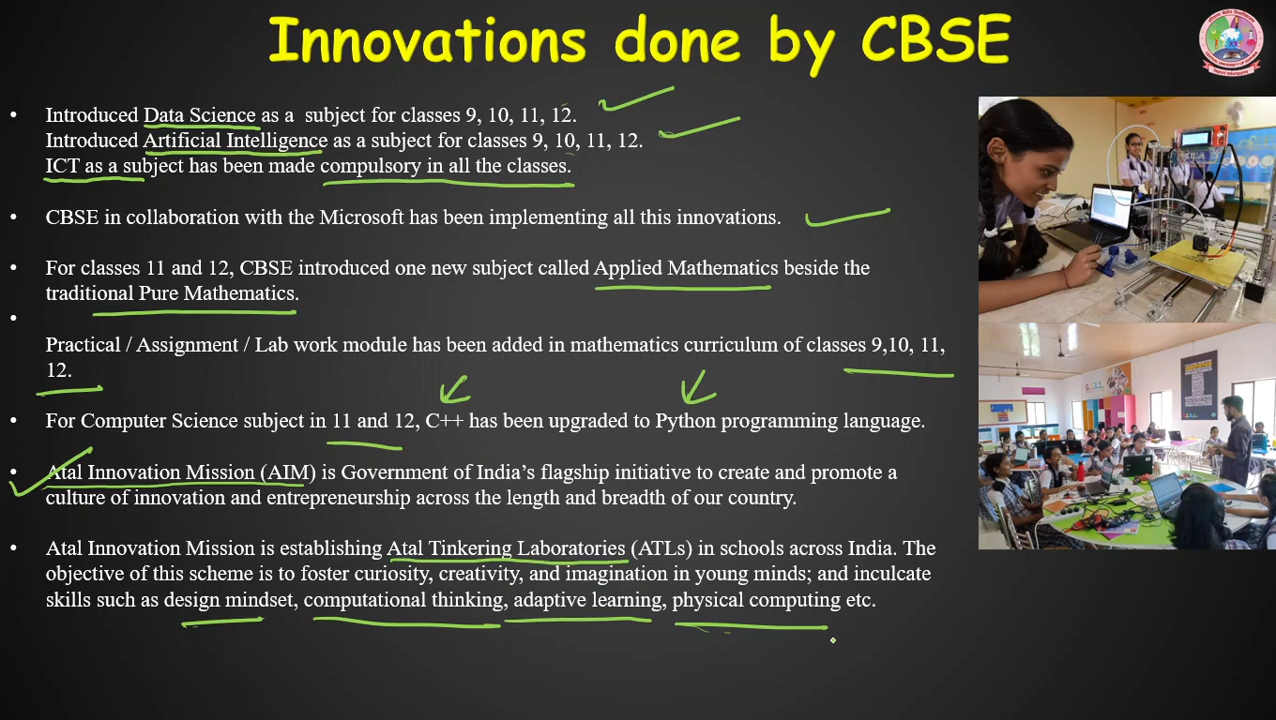 Innovations done by CBSE
• Introduced Data Science as a subject for classes 9, 10, 11, 12.
Introduced Artificial Intelligence as a subject for classes 9, 10, 11, 12.
ICT as a subject has been made compulsory in all the classes.
• CBSE in collaboration with the Microsoft has been implementing all this innovations.
• For classes 11 and 12, CBSE introduced one new subject called Applied Mathematics beside the
traditional Pure Mathematics.
•
Practical / Assignment / Lab work module has been added in mathematics curriculum of classes 9,10, 11,
12.
• For Computer Science subject in 11 and 12, C++ has been upgraded to Python programming language.
• Atal Innovation Mission (AIM) is Government of India’s flagship initiative to create and promote a
culture of innovation and entrepreneurship across the length and breadth of our country.
• Atal Innovation Mission is establishing Atal Tinkering Laboratories (ATLs) in schools across India. The
objective of this scheme is to foster curiosity, creativity, and imagination in young minds; and inculcate
skills such as design mindset, computational thinking, adaptive learning, physical computing etc.